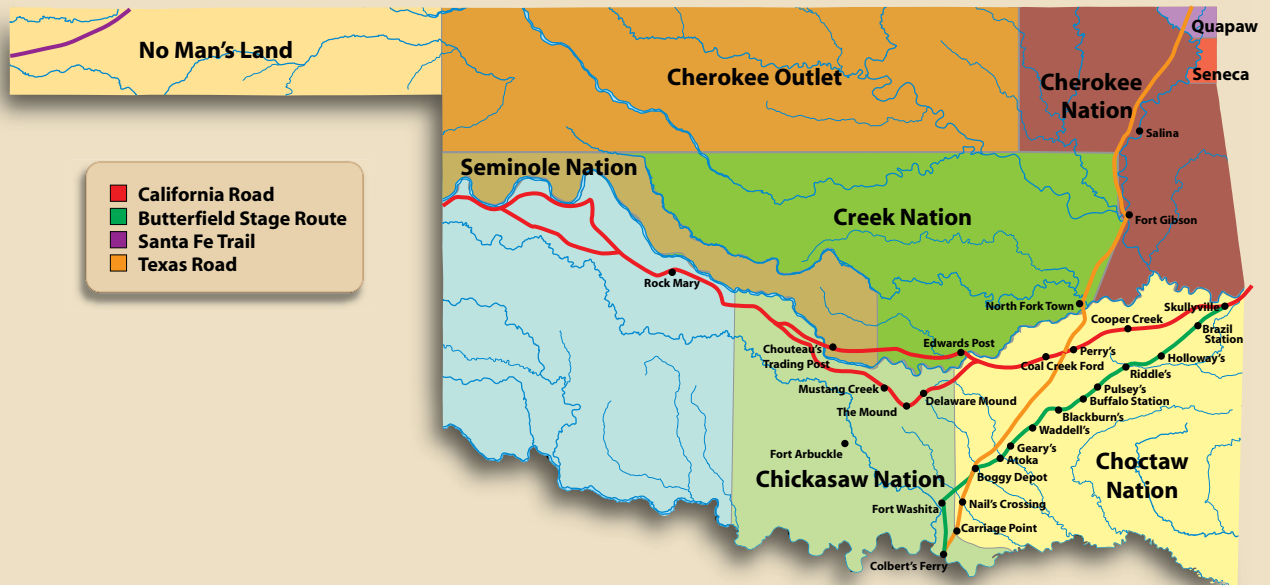 No Man's Land
Cherokee Outlet
Cherokee
Nation
Quapaw
Seneca
Salina
Seminole Nation
Creek Nation
Fort Gibson
California Road
Butterfield Stage Route
Santa Fe Trail
Texas Road
Rock Mary
North Fork Town
Skullyville
Cooper Creek
Brazil
Station
Edwards Post
Chouteau's
Trading Post
Perry's
Coal Creek Ford
Holloway's
Riddle's
Mustang Creek
Pulsey's
Buffalo Station
Delaware Mound
The Mound
Blackburn's
Waddell's
Geary's
Atoka
Fort Arbuckle
Choctaw
Nation
Chickasaw Nation
Boggy Depot
Fort Washita
Nail's Crossing
Carriage Point
Colbert's Ferry